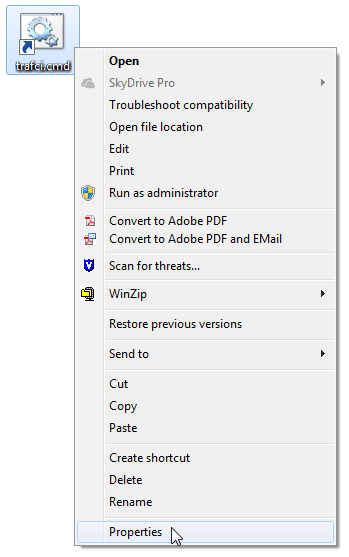 trafci.cmd
Open
SkyDrive Pro
Troubleshoot compatibility
Open file location
Edit
Print
Run as administrator
Convert to Adobe PDF
Convert to Adobe PDF and EMail
Scan for threats...
WinZip
Restore previous versions
Send to
Cut
Copy
Paste
Create shortcut
Delete
Rename
Properties